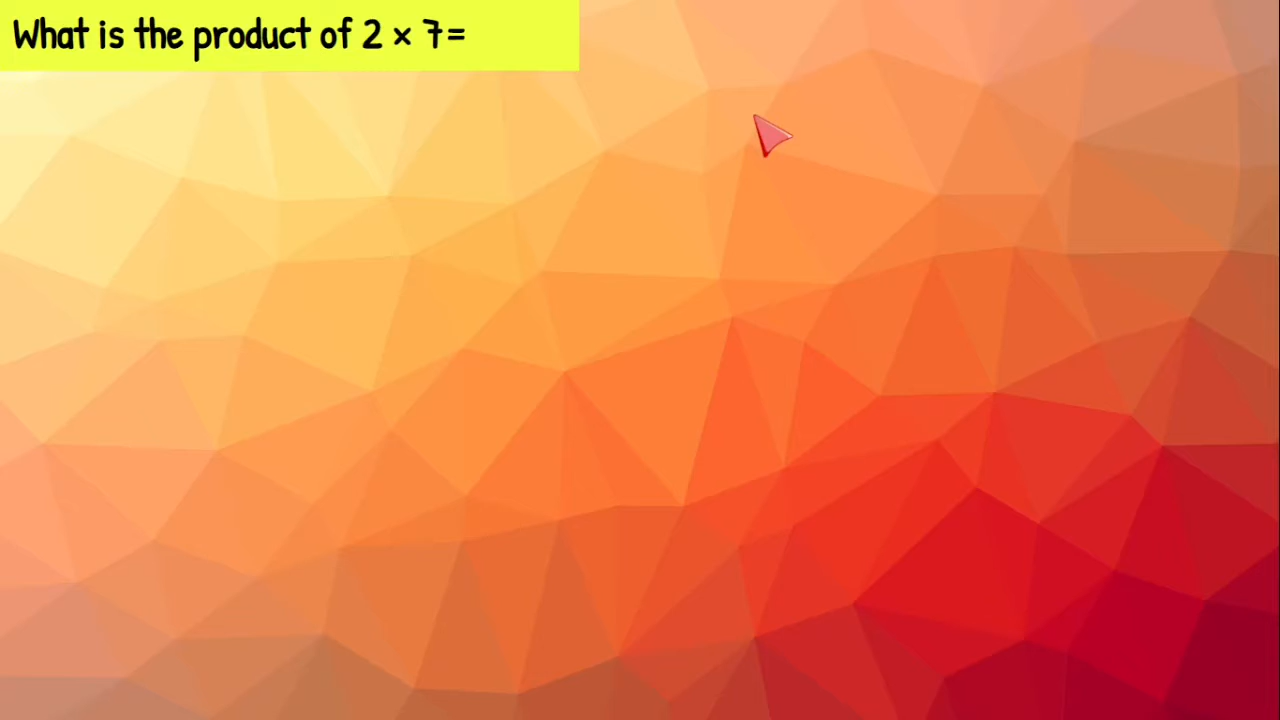 What is the product of 2 × 7=